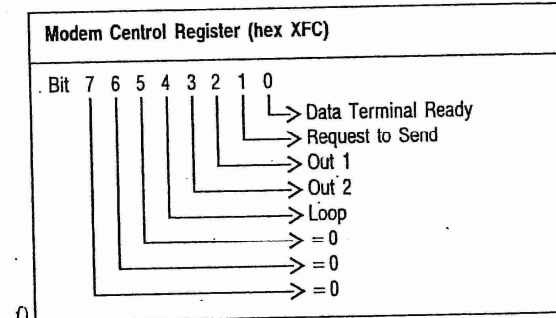 Modem Control Register (hex XFC)
Bit 7 6 5 4 3 2 1 0
Data Terminal Ready
Request to Send
Out 1
Out 2
Loop
=0
=0
=0